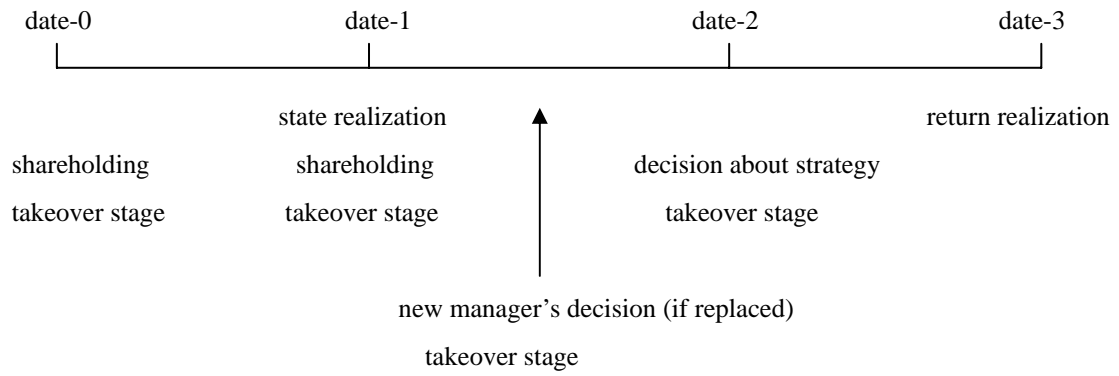 date-0 date-1 date-2 date-3
state realization return realization
shareholding shareholding decision about strategy
takeover stage takeover stage takeover stage
new manager’s decision (if replaced)
takeover stage